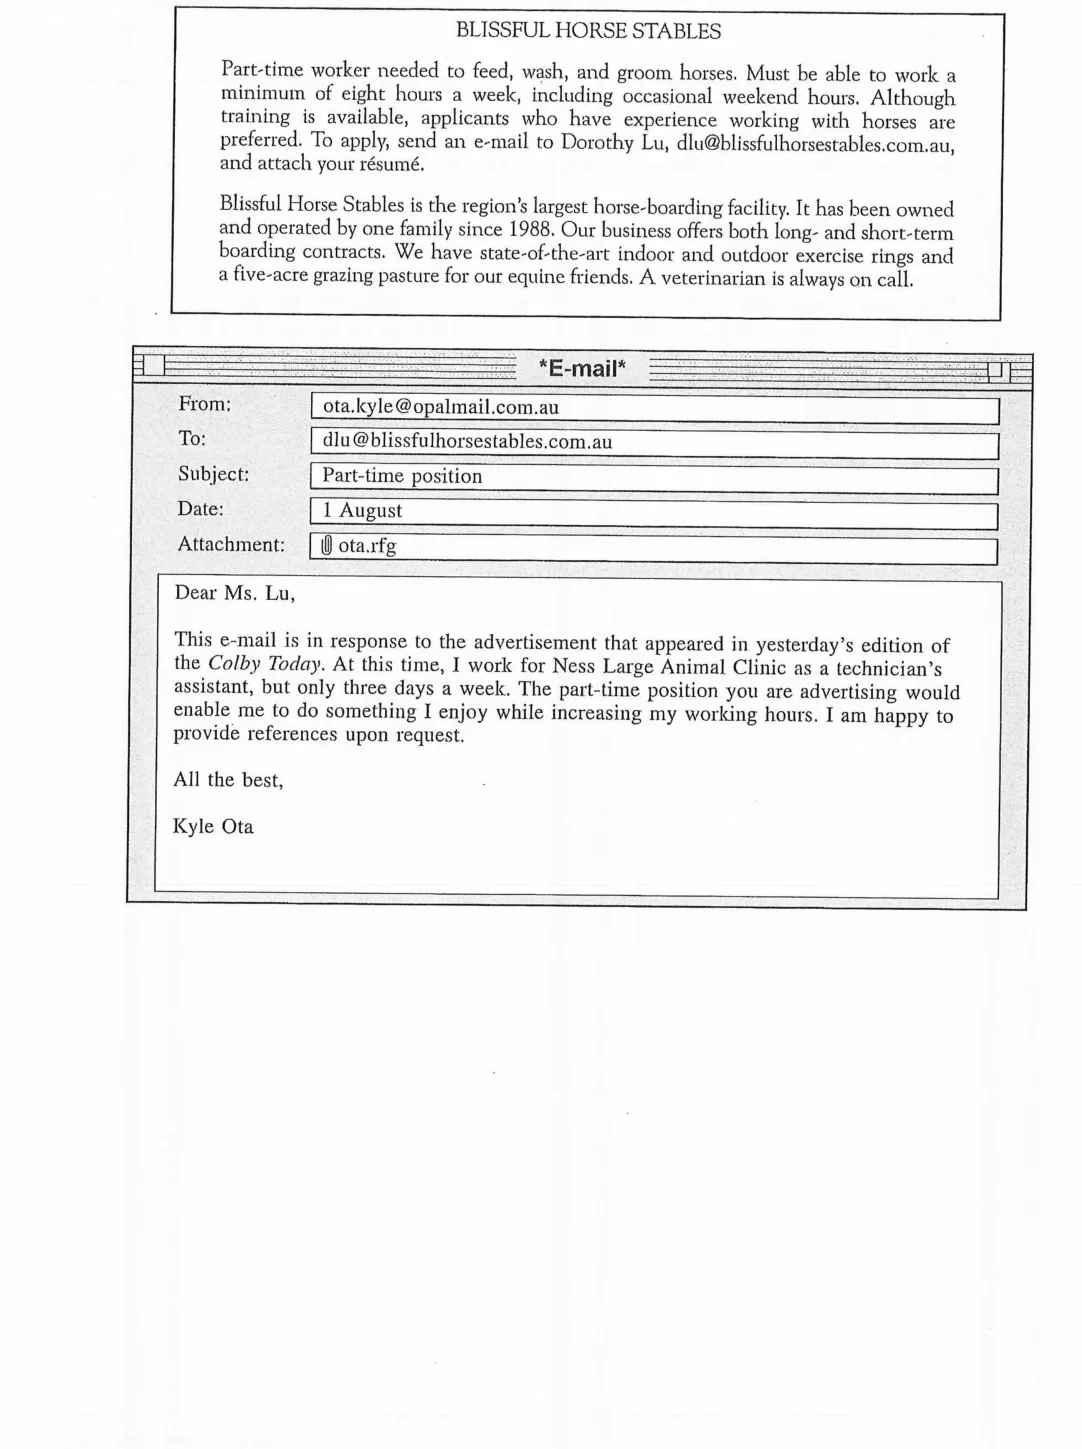 BLISSFUL HORSE STABLES
Part-time worker needed to feed, wash, and groom horses. Must be able to work a
minimum of eight hours a week, including occasional weekend hours. Although
training is available, applicants who have experience working with horses are
preferred. To apply, send an e-mail to Dorothy Lu, dlu@blissfulhorsestables.com.au,
and attach your résumé.
Blissful Horse Stables is the region's largest horse-boarding facility. It has been owned
and operated by one family since 1988. Our business offers both long- and short-term
boarding contracts. We have state-of-the-art indoor and outdoor exercise rings and
a five-acre grazing pasture for our equine friends. A veterinarian is always on call.
*E-mail*
From: ota.kyle@opalmail.com.au
To: dlu@blissfulhorsestables.com.au
Subject: Part-time position
Date: 1 August
Attachment: ota.rfg
Dear Ms. Lu,
This e-mail is in response to the advertisement that appeared in yesterday's edition of
the Colby Today. At this time, I work for Ness Large Animal Clinic as a technician's
assistant, but only three days a week. The part-time position you are advertising would
enable me to do something I enjoy while increasing my working hours. I am happy to
provide references upon request.
All the best,
Kyle Ota